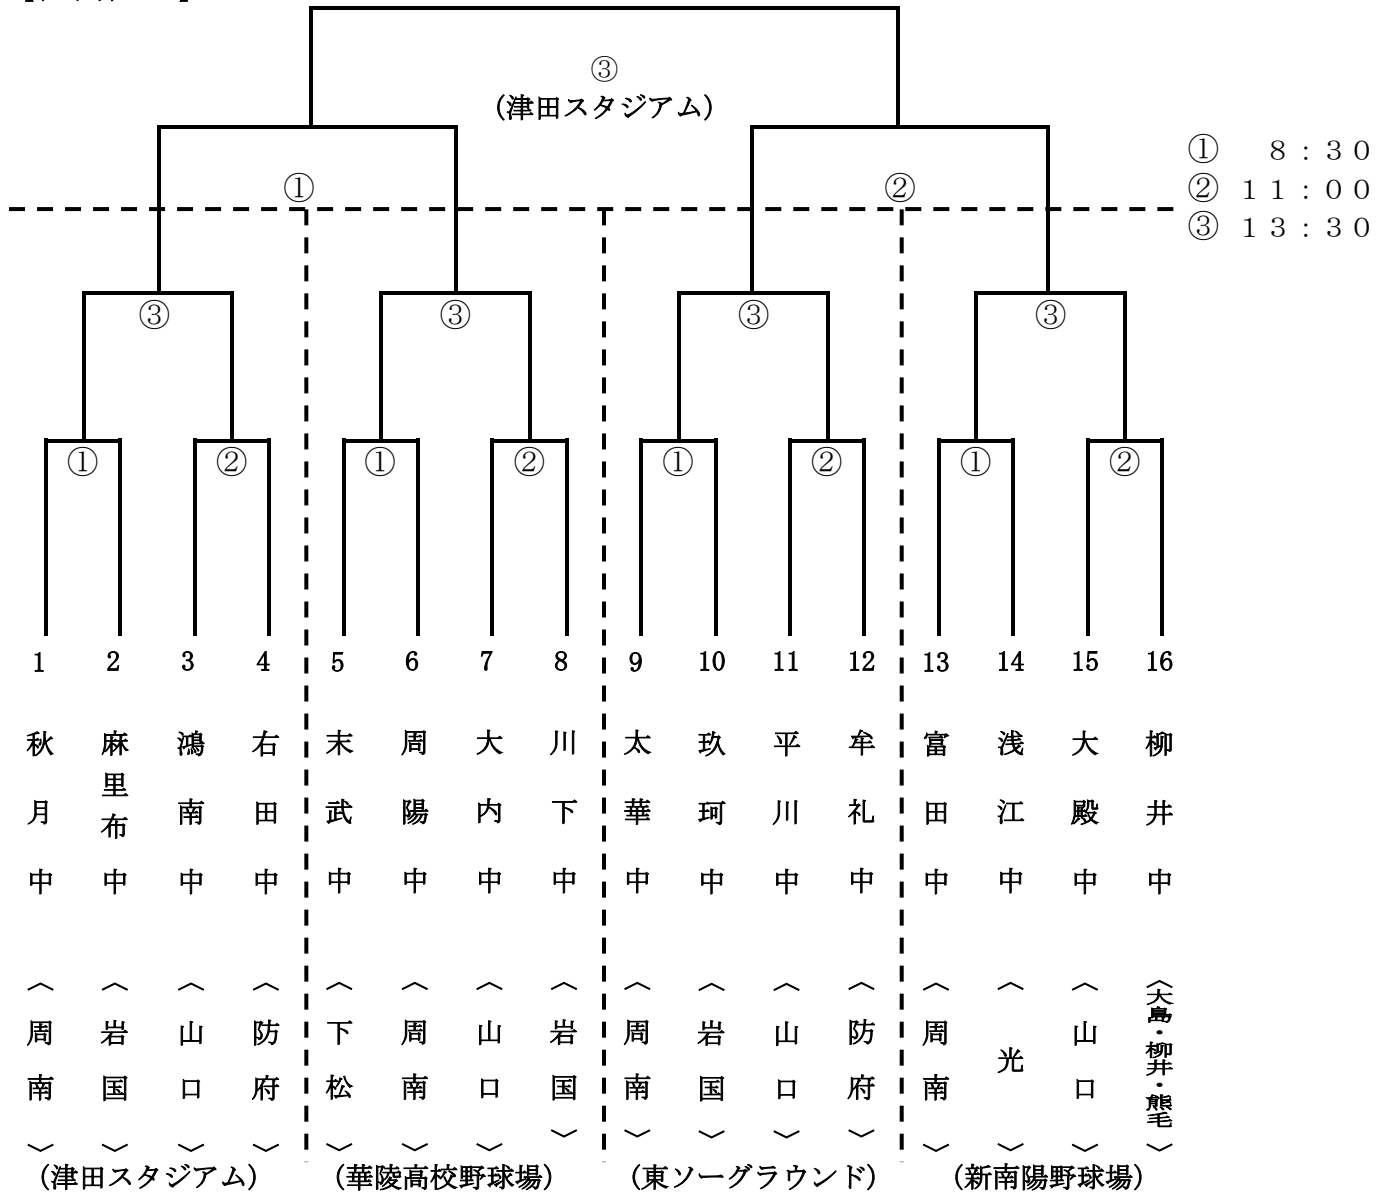 ③
(津田スタジアム)
① 8:30
② 11:00
③ 13:30
① ②
③ ③ ③ ③
① ② ① ② ① ② ① ②
1 2 3 4 5 6 7 8 9 10 11 12 13 14 15 16
秋月中〈周南〉
麻里布中〈岩国〉
鴻南中〈山口〉
右田中〈防府〉
末武中〈下松〉
周陽中〈周南〉
大内中〈山口〉
川下中〈岩国〉
太華中〈周南〉
玖珂中〈岩国〉
平川中〈山口〉
牟礼中〈防府〉
富田中〈周南〉
浅江中〈光〉
大殿中〈山口〉
柳井中〈大島・柳井・熊毛〉
(津田スタジアム) (華陵高校野球場) (東ソーグラウンド) (新南陽野球場)